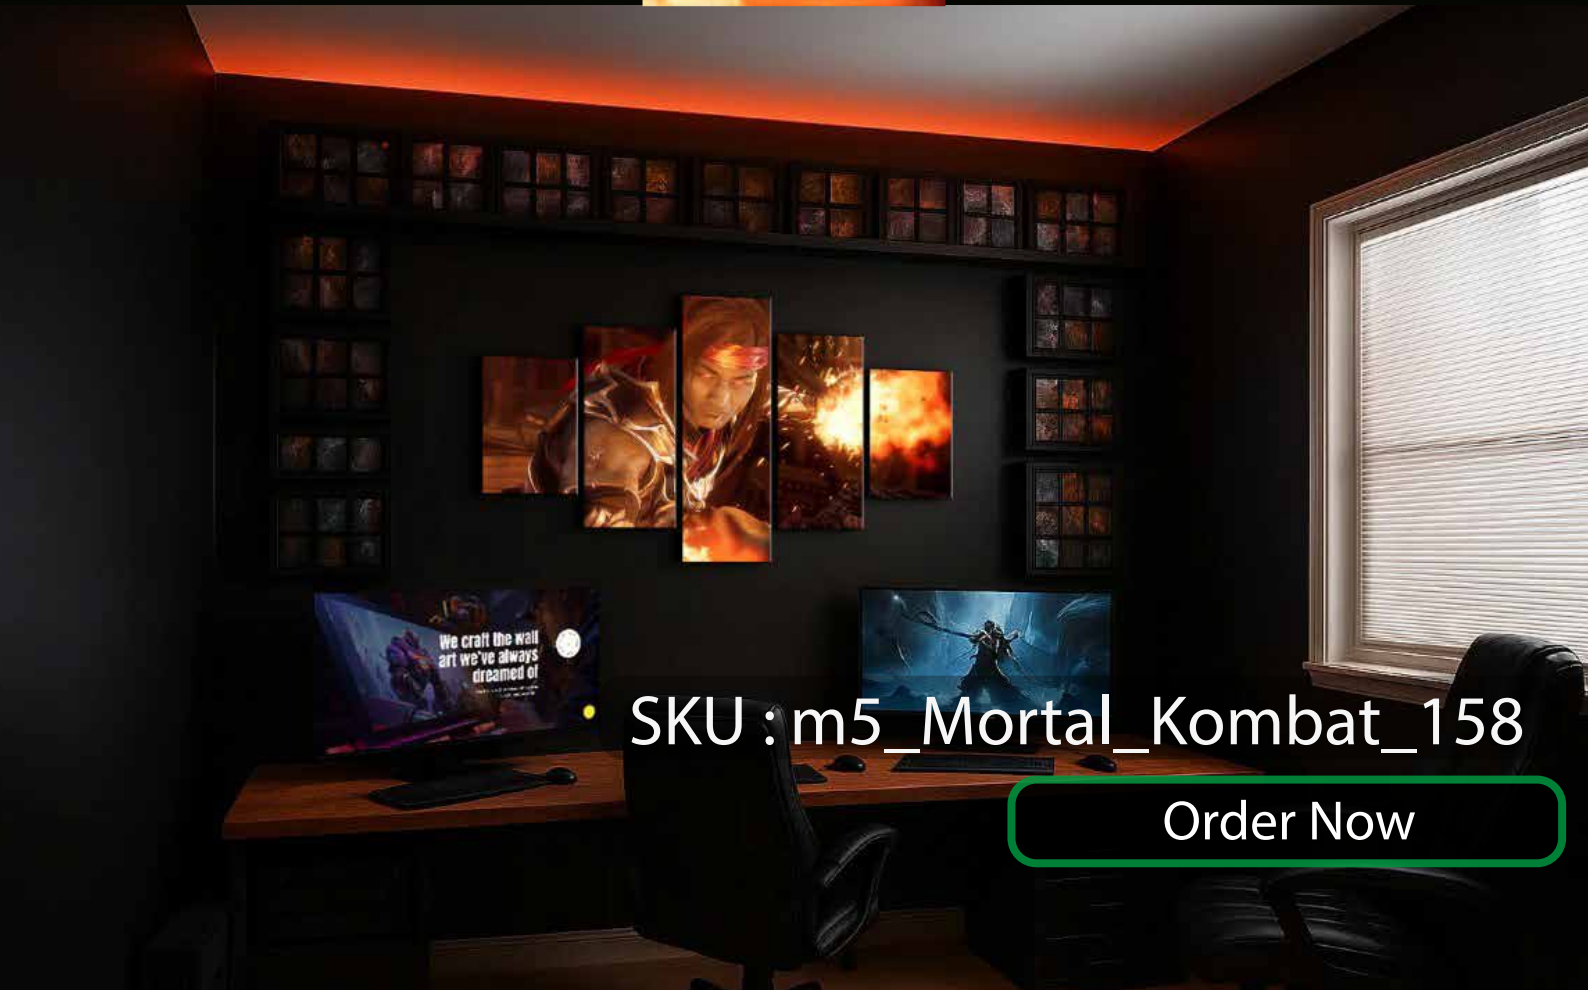 We craft the wall
art we've always
dreamed of
SKU : m5_Mortal_Kombat_158
Order Now